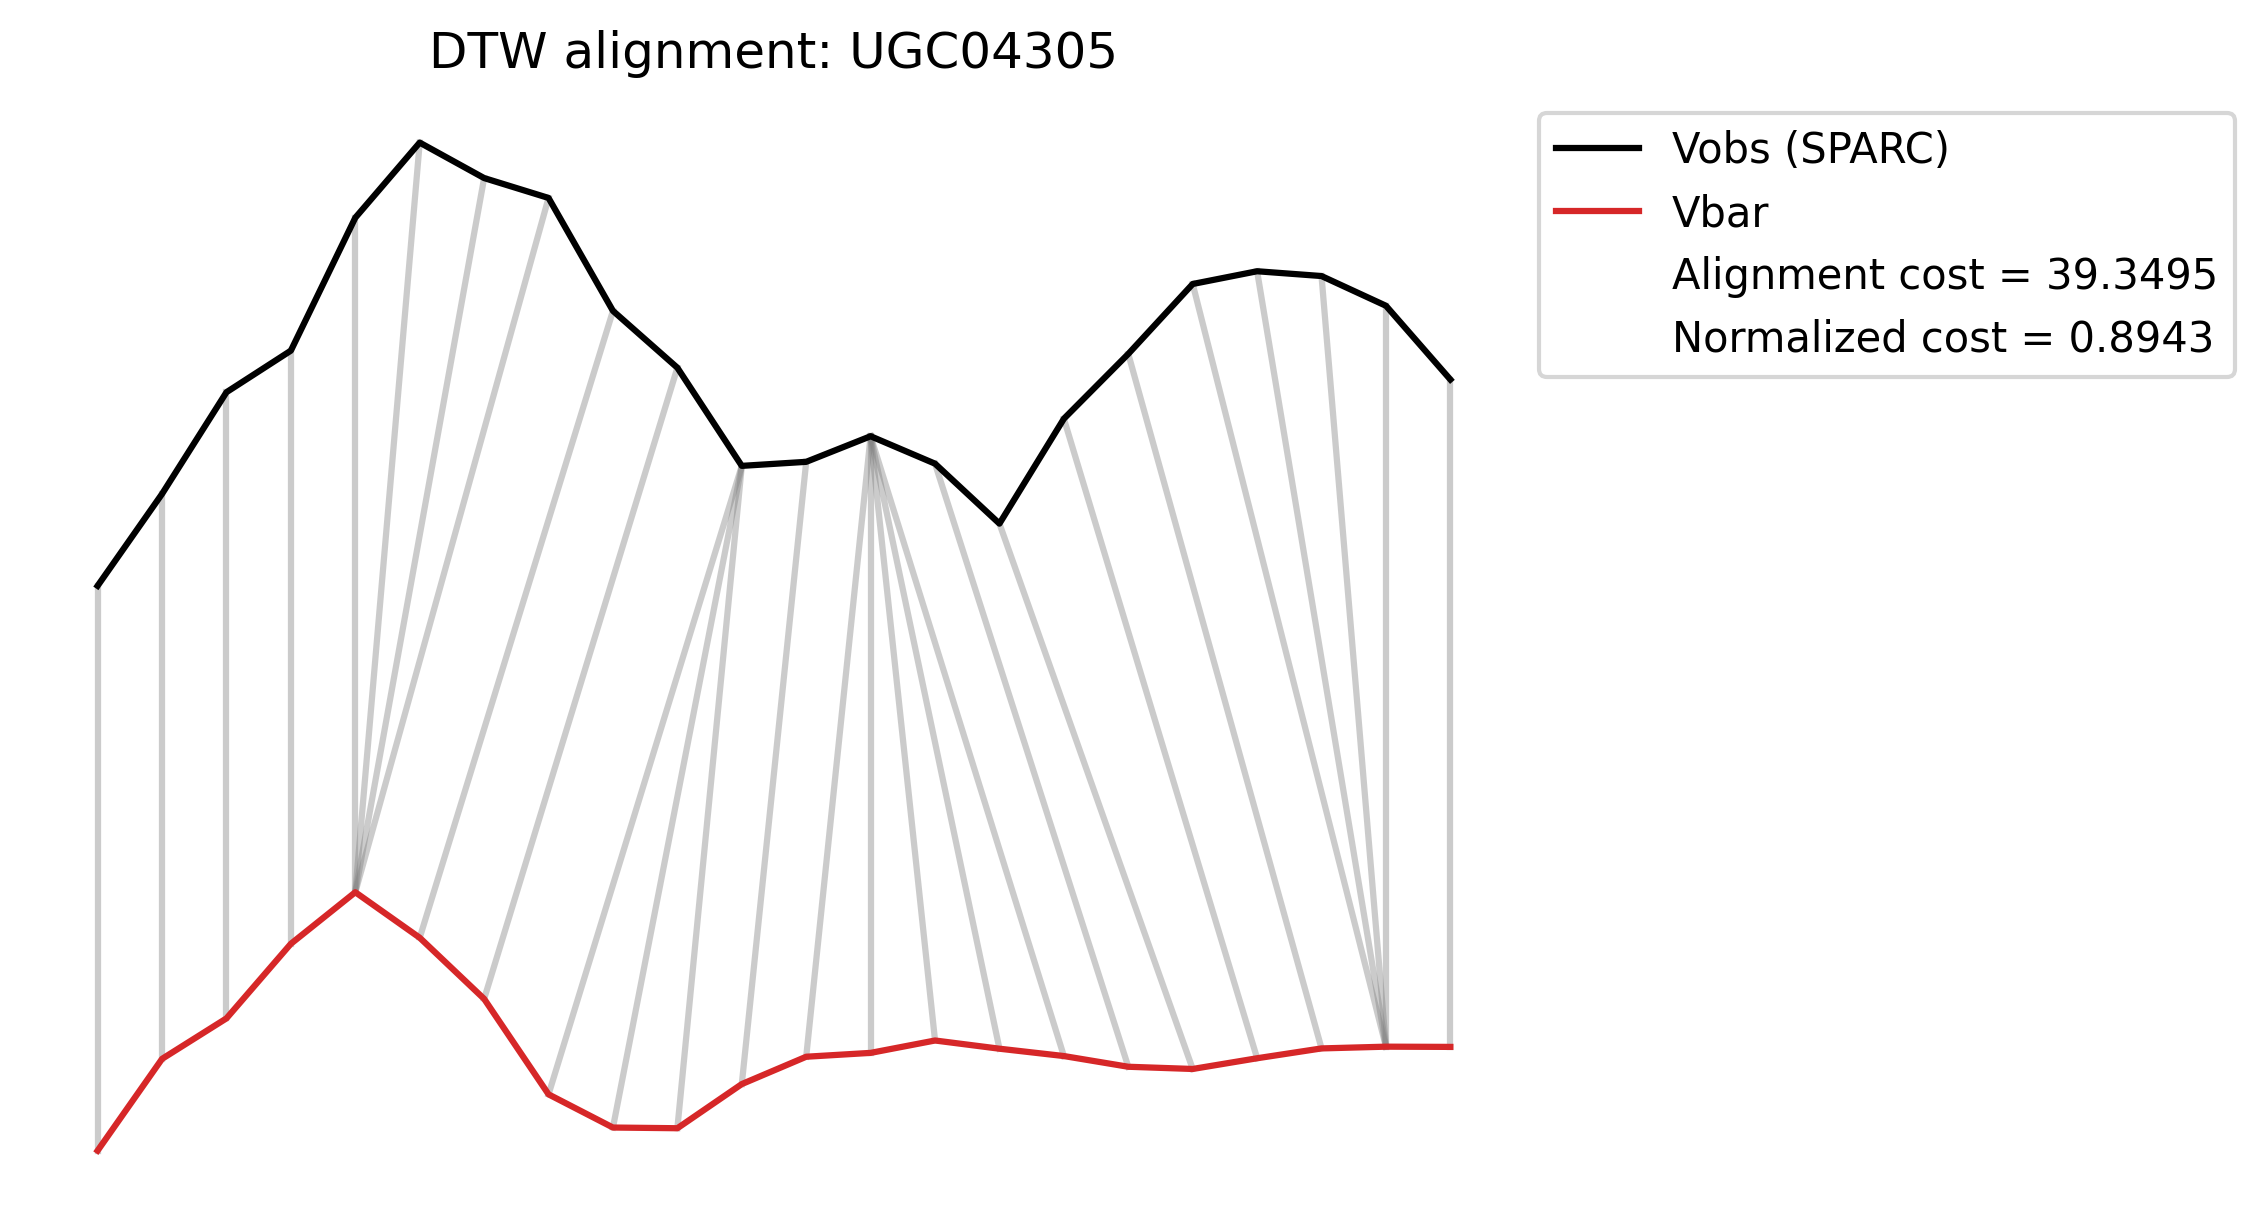 DTW alignment: UGC04305
Vobs (SPARC)
Vbar
Alignment cost = 39.3495
Normalized cost = 0.8943